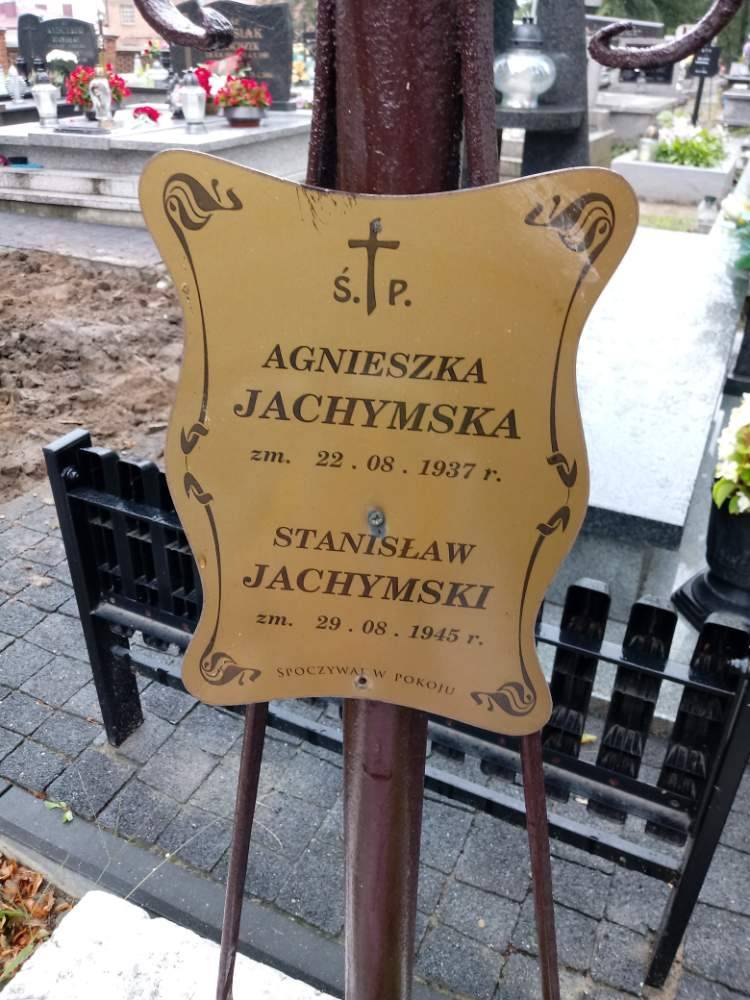 Ś. P.
AGNIESZKA
JACHYMSKA
zm. 22 . 08 . 1937 r.
STANISŁAW
JACHYMSKI
zm. 29 . 08 . 1945 r.
SPOCZYWAJ W POKOJU